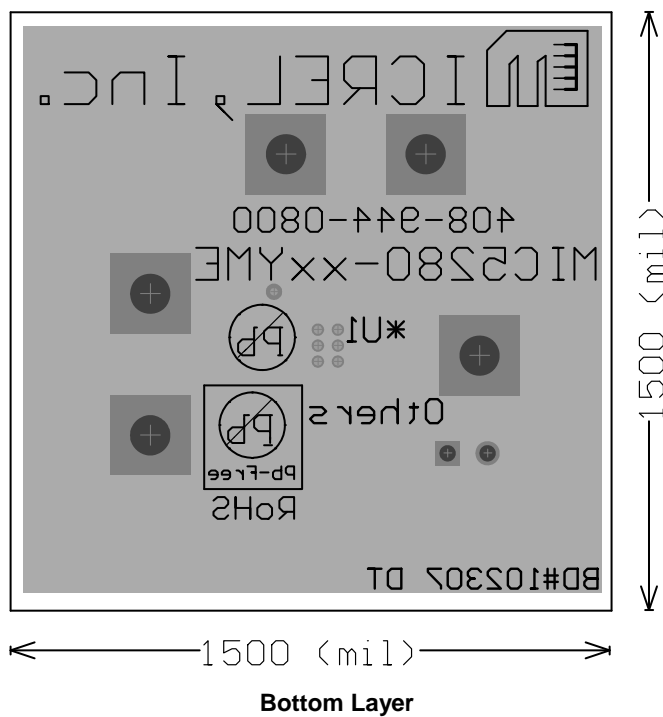 MICREL, Inc.
408-944-0800
MIC5280-xxYME
*U1
Pb
Others
Pb
Pb-Free
RoHS
BD#102307 DT
1500 (mil)
1500 (mil)
Bottom Layer